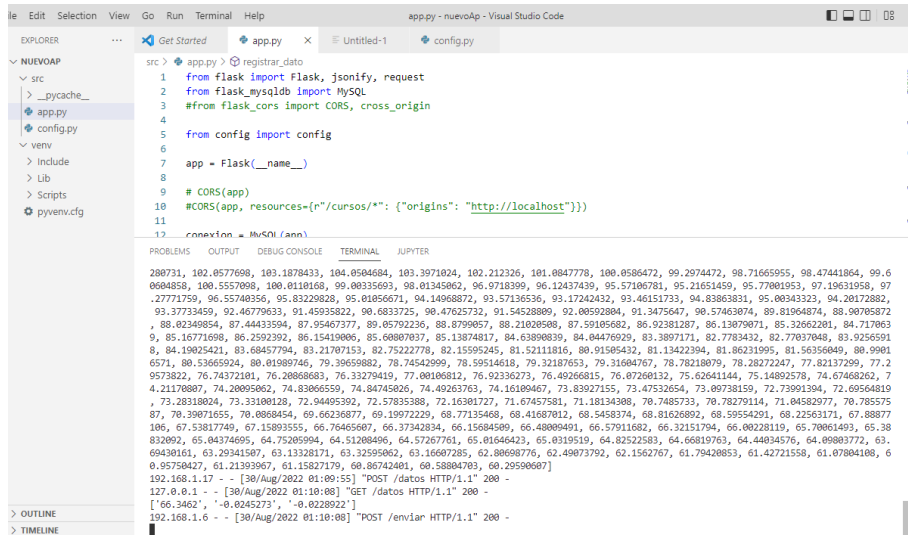 ile Edit Selection View Go Run Terminal Help app.py - nuevoAp - Visual Studio Code
EXPLORER ··· Get Started app.py × Untitled-1 config.py
NUEVOAP
src
__pycache__
app.py
config.py
venv
Include
Lib
Scripts
pyvenv.cfg
OUTLINE
TIMELINE
src > app.py > registrar_dato
1 from flask import Flask, jsonify, request
2 from flask_mysqldb import MySQL
3 #from flask_cors import CORS, cross_origin
4
5 from config import config
6
7 app = Flask(__name__)
8
9 # CORS(app)
10 #CORS(app, resources={r"/cursos/*": {"origins": "http://localhost"}})
11
12 conexion = MySQL(app)
PROBLEMS OUTPUT DEBUG CONSOLE TERMINAL JUPYTER
280731, 102.0577698, 103.1878433, 104.0504684, 103.3971024, 102.212326, 101.0847778, 100.0586472, 99.2974472, 98.71665955, 98.47441864, 99.6
0604858, 100.5557098, 100.0110168, 99.00335693, 98.01345062, 96.9718399, 96.12437439, 95.57106781, 95.21651459, 95.77001953, 97.19631958, 97
.27771759, 96.55740356, 95.83229828, 95.01056671, 94.14968872, 93.57136536, 93.17242432, 93.46151733, 94.83863831, 95.00343323, 94.20172882,
93.37733459, 92.46779633, 91.45935822, 90.6833725, 90.47625732, 91.54528809, 92.00592804, 91.3475647, 90.57463074, 89.81964874, 88.90705872
, 88.02349854, 87.44433594, 87.95467377, 89.05792236, 88.8799057, 88.21020508, 87.59105682, 86.92381287, 86.13079071, 85.32662201, 84.717063
9, 85.16771698, 86.2592392, 86.15419006, 85.60807037, 85.13874817, 84.63890839, 84.04476929, 83.3897171, 82.7783432, 82.77037048, 83.9256591
8, 84.19025421, 83.68457794, 83.21707153, 82.75222778, 82.15995245, 81.52111816, 80.91505432, 81.13422394, 81.86231995, 81.56356049, 80.9901
6571, 80.53665924, 80.01989746, 79.39659882, 78.74542999, 78.59514618, 79.32187653, 79.31604767, 78.78218079, 78.28272247, 77.82137299, 77.2
9573822, 76.74372101, 76.20868683, 76.33279419, 77.00106812, 76.92336273, 76.49266815, 76.07260132, 75.62641144, 75.14892578, 74.67468262, 7
4.21170807, 74.20095062, 74.83066559, 74.84745026, 74.49263763, 74.16109467, 73.83927155, 73.47532654, 73.09738159, 72.73991394, 72.69564819
, 73.28318024, 73.33100128, 72.94495392, 72.57835388, 72.16301727, 71.67457581, 71.18134308, 70.7485733, 70.78279114, 71.04582977, 70.785575
87, 70.39071655, 70.0868454, 69.66236877, 69.19972229, 68.77135468, 68.41687012, 68.5458374, 68.81626892, 68.59554291, 68.22563171, 67.88877
106, 67.53817749, 67.15893555, 66.76465607, 66.37342834, 66.15684509, 66.48009491, 66.57911682, 66.32151794, 66.00228119, 65.70061493, 65.38
832092, 65.04374695, 64.75205994, 64.51208496, 64.57267761, 65.01646423, 65.0319519, 64.82522583, 64.66819763, 64.44034576, 64.09803772, 63.
69430161, 63.29341507, 63.13328171, 63.32595062, 63.16607285, 62.80698776, 62.49073792, 62.1562767, 61.79420853, 61.42721558, 61.07804108, 6
0.95750427, 61.21393967, 61.15827179, 60.86742401, 60.58804703, 60.29590607]
192.168.1.17 - - [30/Aug/2022 01:09:55] "POST /datos HTTP/1.1" 200 -
127.0.0.1 - - [30/Aug/2022 01:10:08] "GET /datos HTTP/1.1" 200 -
['66.3462', '-0.0245273', '-0.0228922']
192.168.1.6 - - [30/Aug/2022 01:10:08] "POST /enviar HTTP/1.1" 200 -